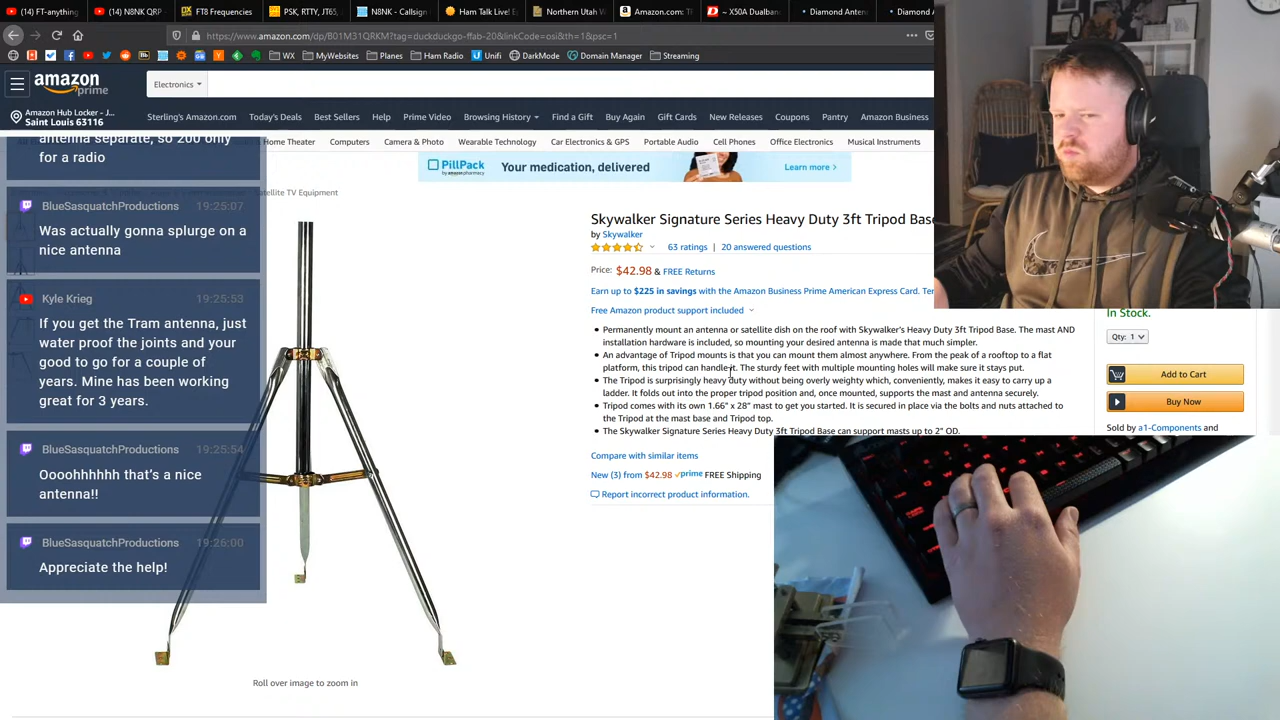 (14) FT-anything
(14) N8NK QRP
FT8 Frequencies
PSK, RTTY, JT65,
N8NK - Callsign
Ham Talk Live! E
Northern Utah W
Amazon.com: T
~ X50A Dualban
Diamond Anten
Diamond A
https://www.amazon.com/dp/B01M31QRKM?tag=duckduckgo-ffab-20&linkCode=osi&th=1&psc=1
WX
MyWebsites
Planes
Ham Radio
Unifi
DarkMode
Streaming
amazon
prime
Electronics
Amazon Hub Locker - J...
Saint Louis 63116
Sterling's Amazon.com
Today's Deals
Best Sellers
Help
Prime Video
Browsing History
Find a Gift
Buy Again
Gift Cards
New Releases
Coupons
Pantry
Amazon Business
Home Theater
Computers
Camera & Photo
Wearable Technology
Car Electronics & GPS
Portable Audio
Cell Phones
Office Electronics
Musical Instruments
PillPack
by amazon pharmacy
Your medication, delivered
Learn more >
Satellite TV Equipment
antenna separate, so 200 only
for a radio
BlueSasquatchProductions 19:25:07
Was actually gonna splurge on a
nice antenna
Kyle Krieg 19:25:53
If you get the Tram antenna, just
water proof the joints and your
good to go for a couple of
years. Mine has been working
great for 3 years.
BlueSasquatchProductions 19:25:54
Oooohhhhhh that's a nice
antenna!!
BlueSasquatchProductions 19:26:00
Appreciate the help!
Roll over image to zoom in
Skywalker Signature Series Heavy Duty 3ft Tripod Base
by Skywalker
63 ratings | 20 answered questions
Price: $42.98 & FREE Returns
Earn up to $225 in savings with the Amazon Business Prime American Express Card. Ter
Free Amazon product support included
Permanently mount an antenna or satellite dish on the roof with Skywalker's Heavy Duty 3ft Tripod Base. The mast AND
installation hardware is included, so mounting your desired antenna is made that much simpler.
An advantage of Tripod mounts is that you can mount them almost anywhere. From the peak of a rooftop to a flat
platform, this tripod can handle it. The sturdy feet with multiple mounting holes will make sure it stays put.
The Tripod is surprisingly heavy duty without being overly weighty which, conveniently, makes it easy to carry up a
ladder. It folds out into the proper tripod position and, once mounted, supports the mast and antenna securely.
Tripod comes with its own 1.66" x 28" mast to get you started. It is secured in place via the bolts and nuts attached to
the Tripod at the mast base and Tripod top.
The Skywalker Signature Series Heavy Duty 3ft Tripod Base can support masts up to 2" OD.
Compare with similar items
New (3) from $42.98 prime FREE Shipping
Report incorrect product information.
In Stock.
Qty: 1
Add to Cart
Buy Now
Sold by a1-Components and